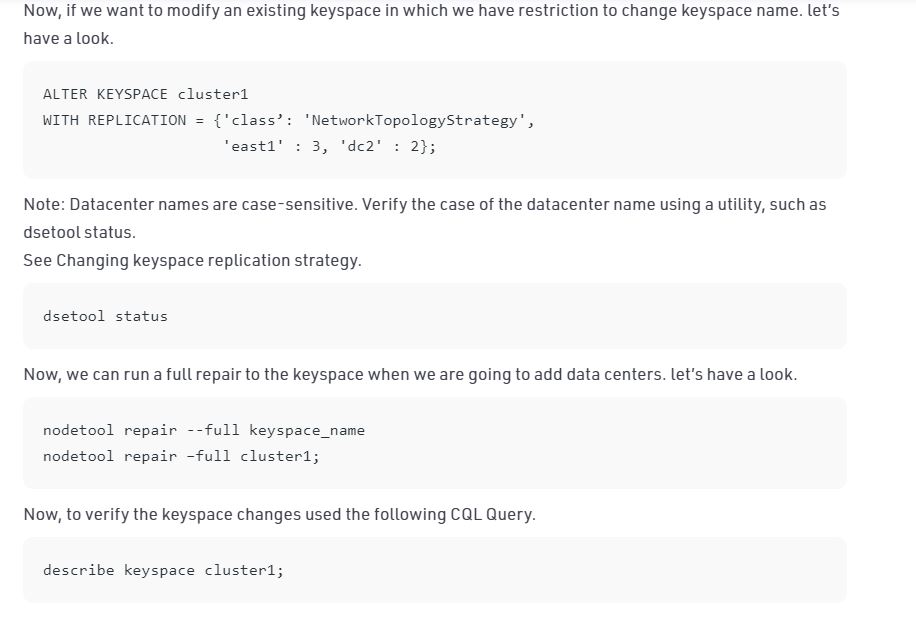 Now, if we want to modify an existing keyspace in which we have restriction to change keyspace name. let's
have a look.
ALTER KEYSPACE cluster1
WITH REPLICATION = {'class’: 'NetworkTopologyStrategy',
'east1' : 3, 'dc2' : 2};
Note: Datacenter names are case-sensitive. Verify the case of the datacenter name using a utility, such as
dsetool status.
See Changing keyspace replication strategy.
dsetool status
Now, we can run a full repair to the keyspace when we are going to add data centers. let's have a look.
nodetool repair --full keyspace_name
nodetool repair –full cluster1;
Now, to verify the keyspace changes used the following CQL Query.
describe keyspace cluster1;